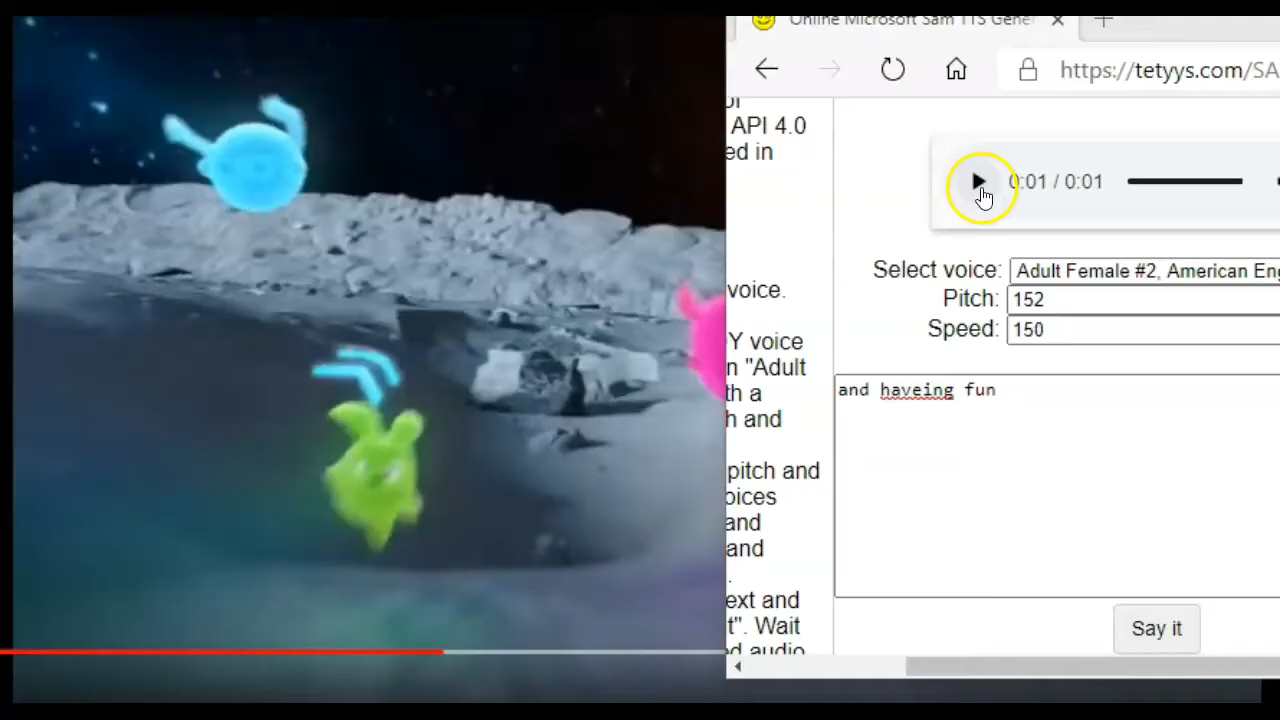 Online Microsoft Sam TTS Gene
https://tetyys.com/SA
API 4.0
ed in
voice.
Y voice
n "Adult
th a
h and
pitch and
oices
and
and
.
ext and
t". Wait
d audio
0:01 / 0:01
Select voice: Adult Female #2, American Eng
Pitch: 152
Speed: 150
and haveing fun
Say it